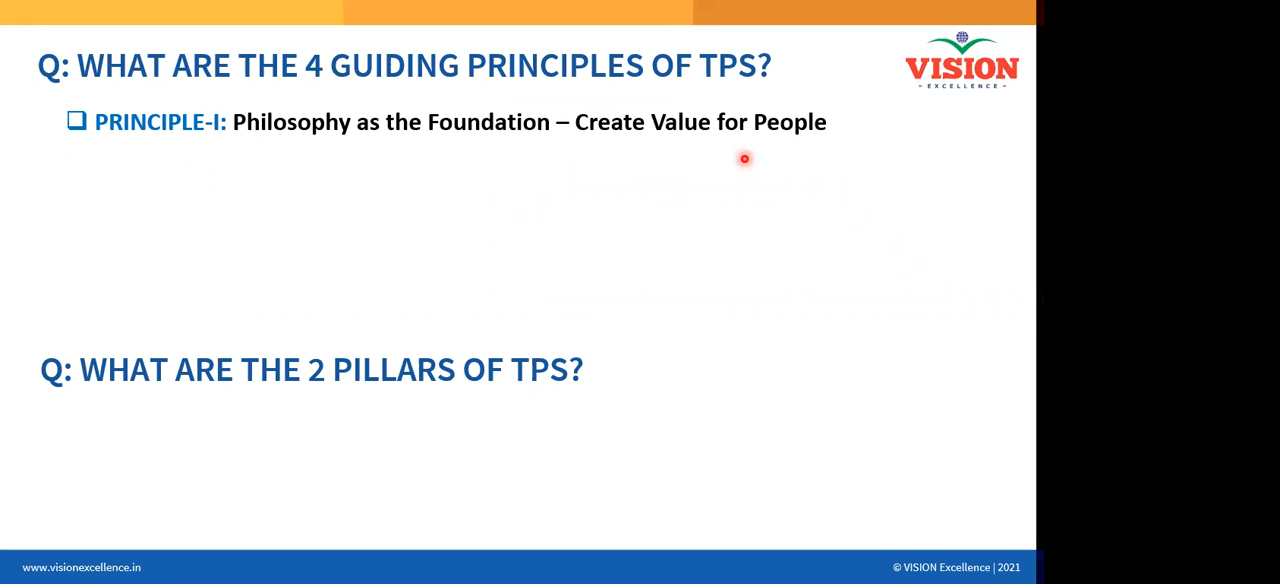 Q: WHAT ARE THE 4 GUIDING PRINCIPLES OF TPS?
VISION
- EXCELLENCE -
❑ PRINCIPLE-I: Philosophy as the Foundation – Create Value for People
Q: WHAT ARE THE 2 PILLARS OF TPS?
www.visionexcellence.in
© VISION Excellence | 2021